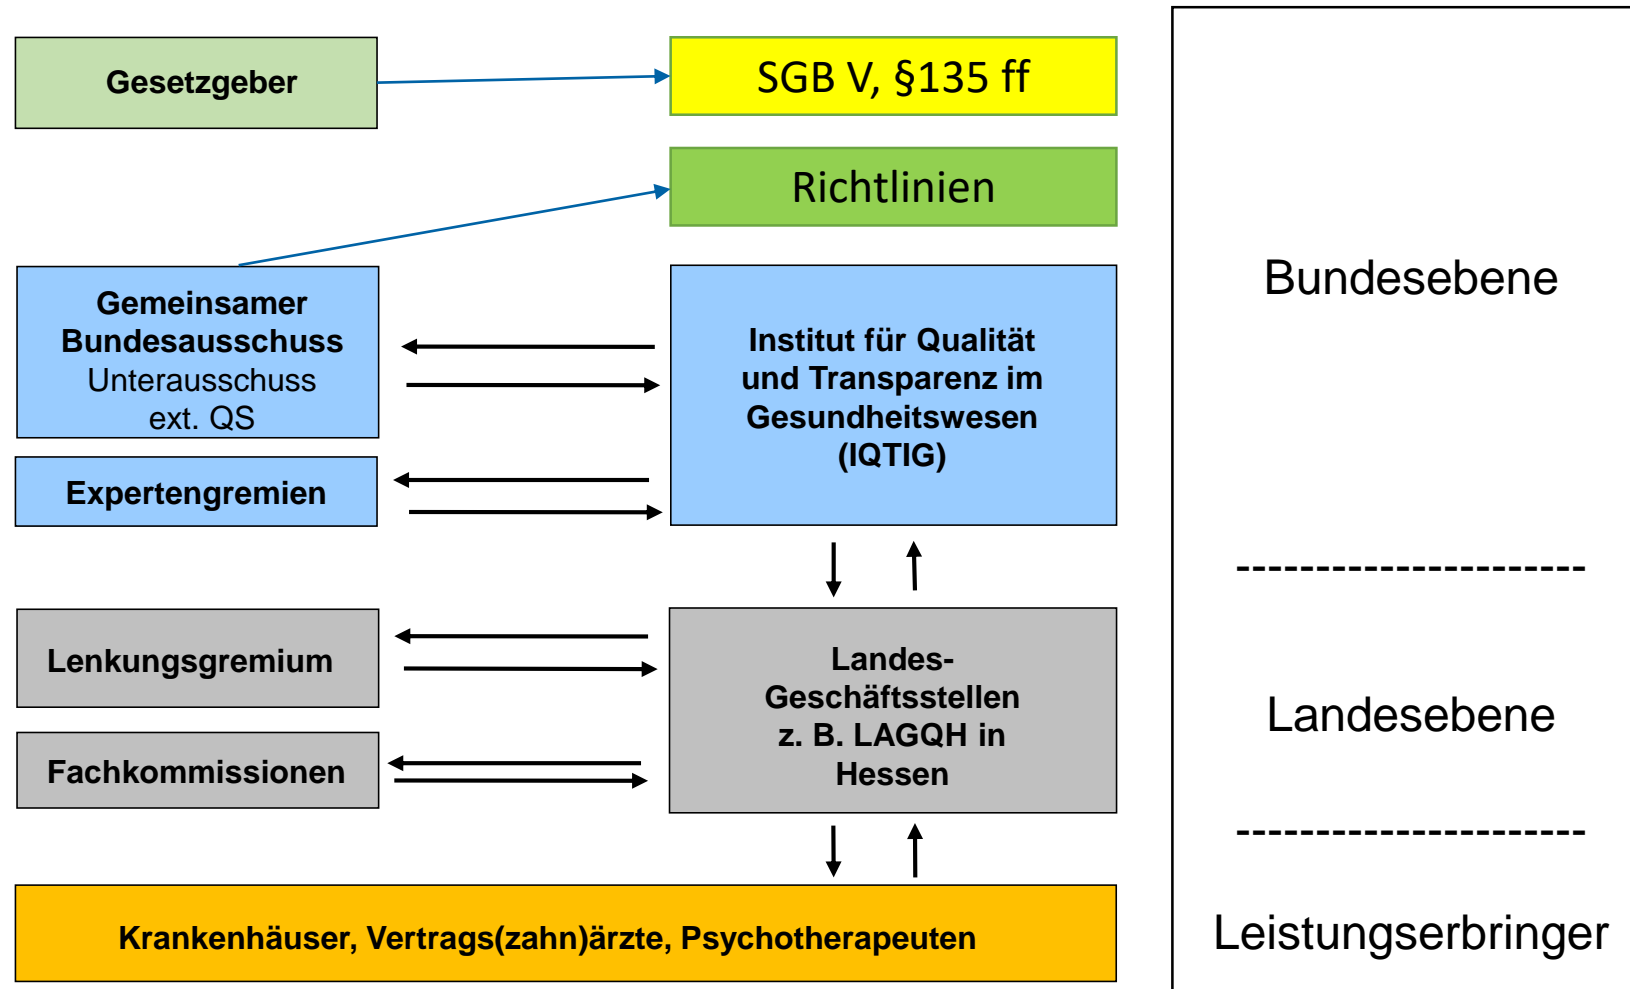 Gesetzgeber
SGB V, §135 ff
Richtlinien
Gemeinsamer
Bundesausschuss
Unterausschuss
ext. QS
Institut für Qualität
und Transparenz im
Gesundheitswesen
(IQTIG)
Expertengremien
Lenkungsgremium
Fachkommissionen
Landes-
Geschäftsstellen
z. B. LAGQH in
Hessen
Krankenhäuser, Vertrags(zahn)ärzte, Psychotherapeuten
Bundesebene
----------------------
Landesebene
----------------------
Leistungserbringer